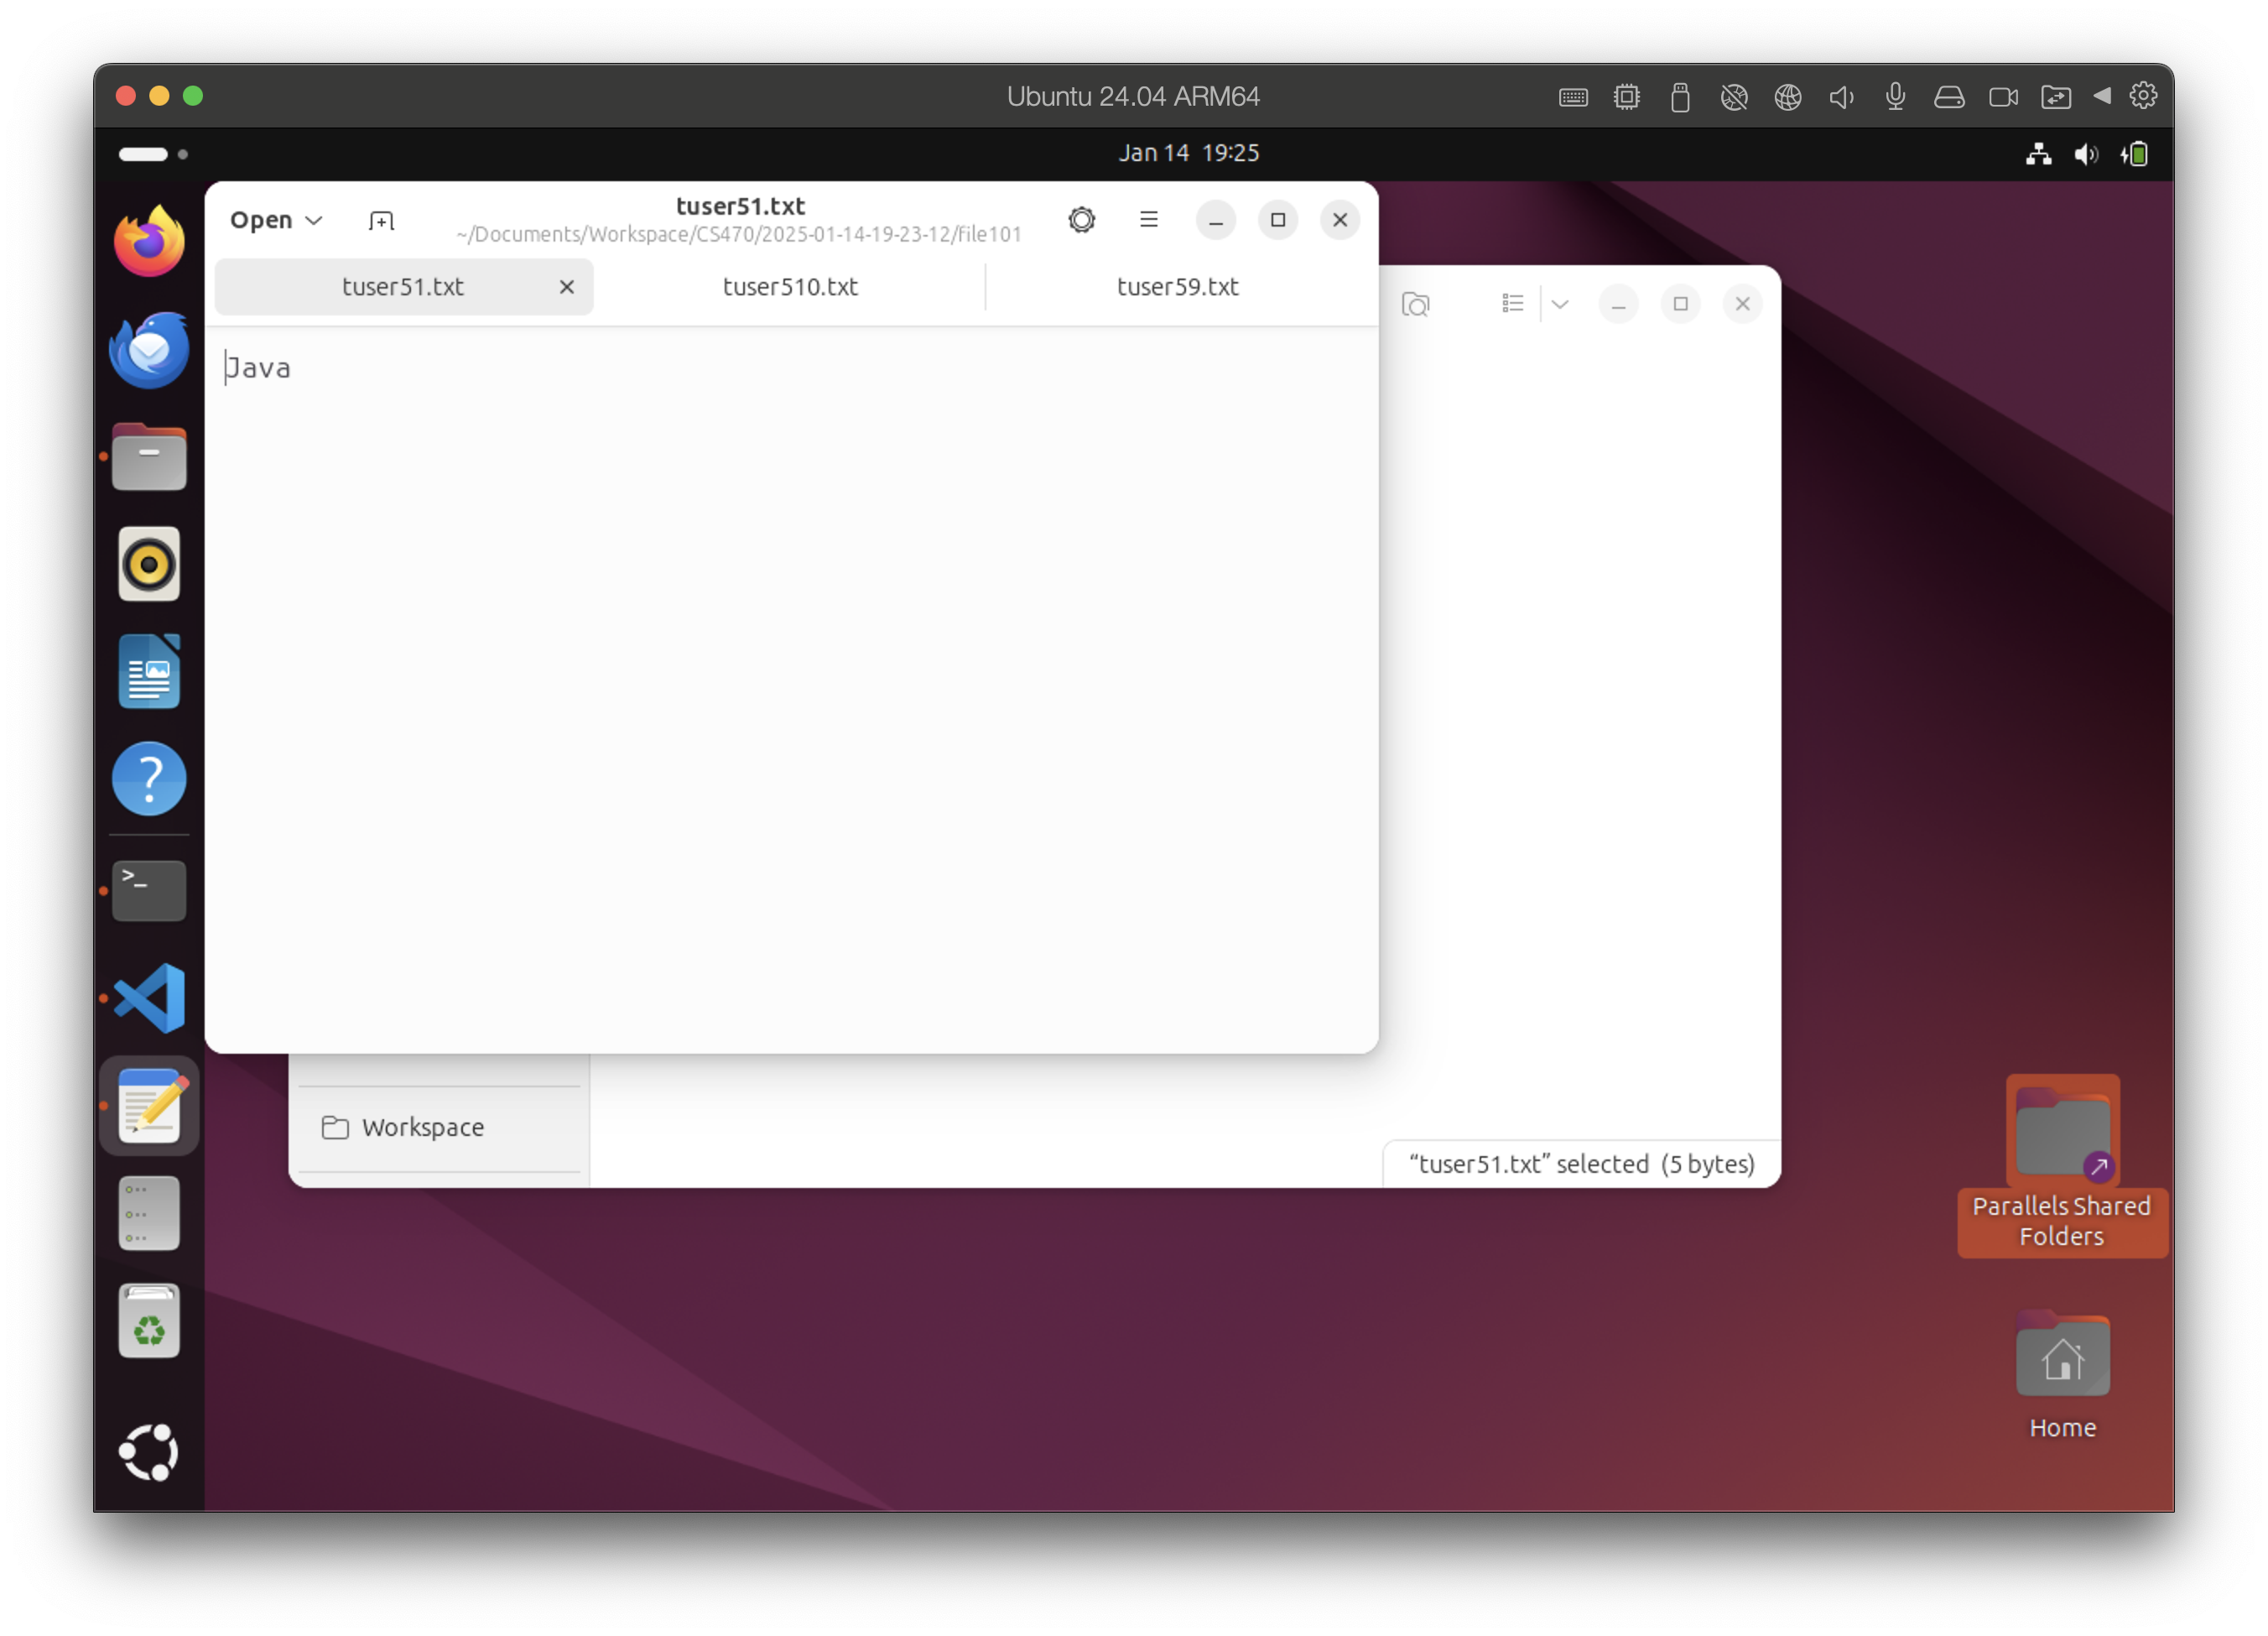 Ubuntu 24.04 ARM64
Jan 14 19:25
Open
tuser51.txt
~/Documents/Workspace/CS470/2025-01-14-19-23-12/file101
tuser51.txt
tuser510.txt
tuser59.txt
Java
Workspace
“tuser51.txt” selected (5 bytes)
Parallels Shared
Folders
Home